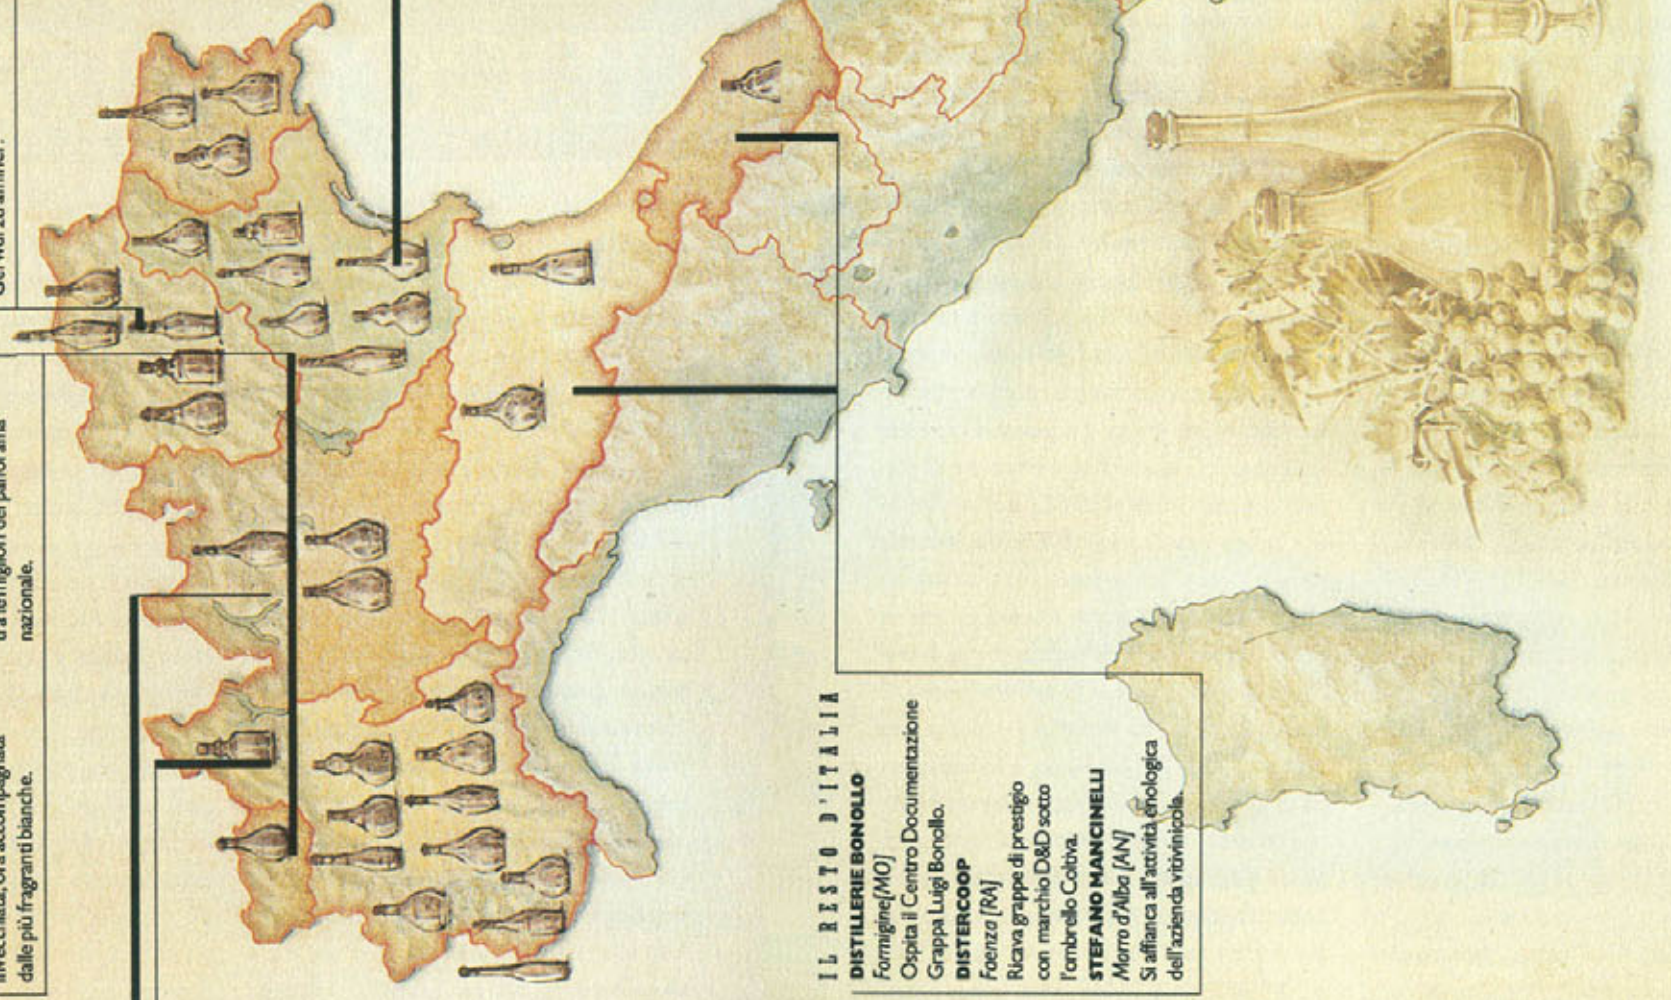 dalle più fragranti bianche.
nazionale.
IL RESTO D'ITALIA
DISTILLERIE BONOLLO
Formigine[MO]
Ospita il Centro Documentazione
Grappa Luigi Bonollo.
DISTERCOOP
Faenza [RA]
Ricava grappe di prestigio
con marchio D&D sotto
l'ombrello Coltiva.
STEFANO MANCINELLI
Morro d'Alba [AN]
Si affianca all'attività enologica
dell'azienda vitivinicola.